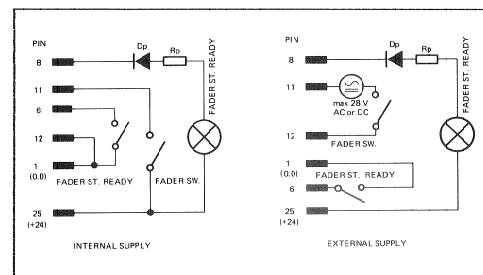 PIN
8
11
6
12
1
(0.0)
25
(+24)
Dp
Rp
FADER ST. READY
FADER ST. READY
FADER SW.
INTERNAL SUPPLY
PIN
8
11
12
1
(0.0)
6
25
(+24)
Dp
Rp
FADER ST. READY
max 28 V
AC or DC
FADER SW.
FADER ST. READY
EXTERNAL SUPPLY